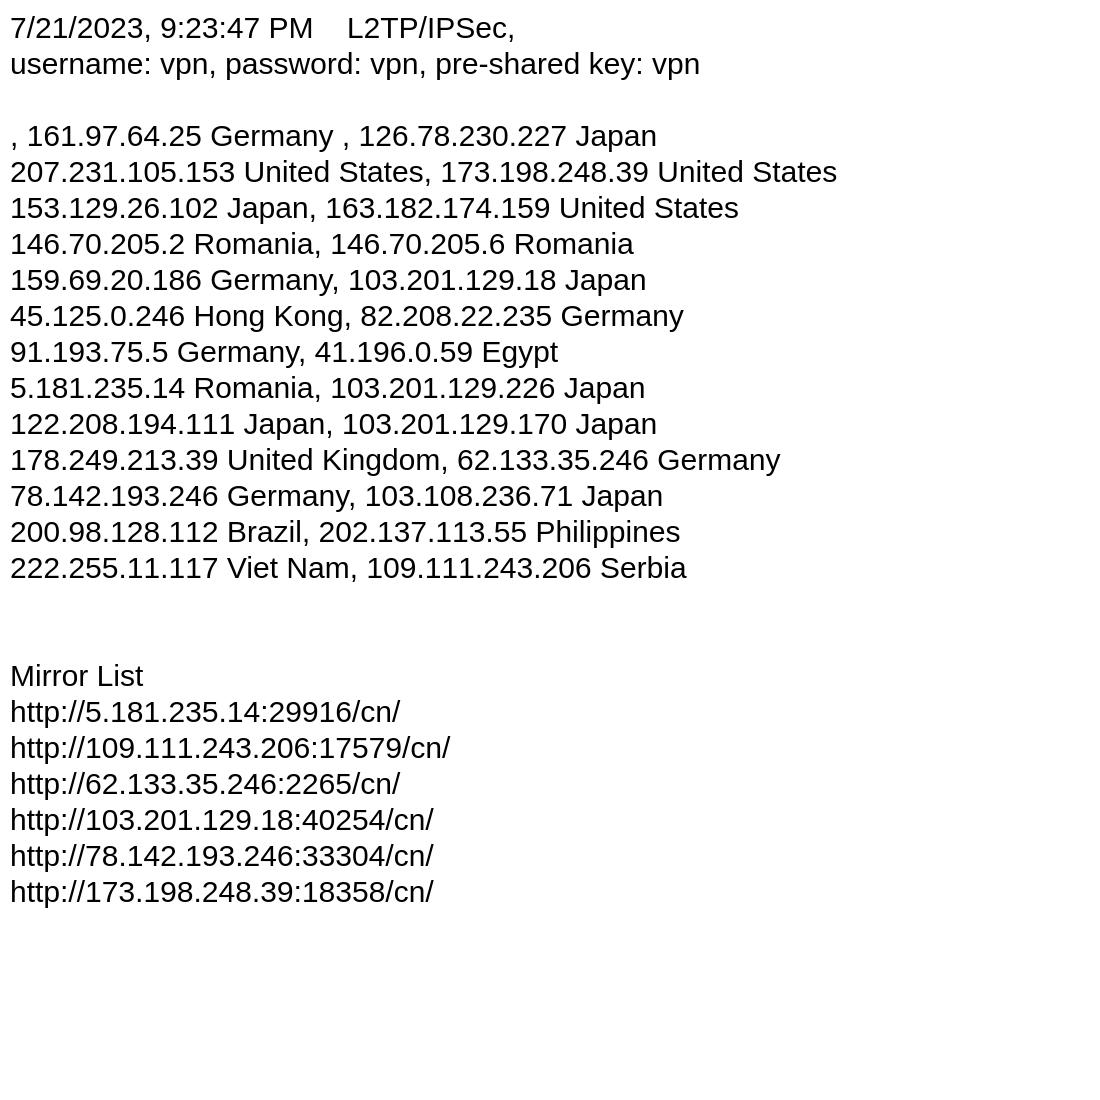 7/21/2023, 9:23:47 PM    L2TP/IPSec,
username: vpn, password: vpn, pre-shared key: vpn
, 161.97.64.25 Germany , 126.78.230.227 Japan
207.231.105.153 United States, 173.198.248.39 United States
153.129.26.102 Japan, 163.182.174.159 United States
146.70.205.2 Romania, 146.70.205.6 Romania
159.69.20.186 Germany, 103.201.129.18 Japan
45.125.0.246 Hong Kong, 82.208.22.235 Germany
91.193.75.5 Germany, 41.196.0.59 Egypt
5.181.235.14 Romania, 103.201.129.226 Japan
122.208.194.111 Japan, 103.201.129.170 Japan
178.249.213.39 United Kingdom, 62.133.35.246 Germany
78.142.193.246 Germany, 103.108.236.71 Japan
200.98.128.112 Brazil, 202.137.113.55 Philippines
222.255.11.117 Viet Nam, 109.111.243.206 Serbia
Mirror List
http://5.181.235.14:29916/cn/
http://109.111.243.206:17579/cn/
http://62.133.35.246:2265/cn/
http://103.201.129.18:40254/cn/
http://78.142.193.246:33304/cn/
http://173.198.248.39:18358/cn/